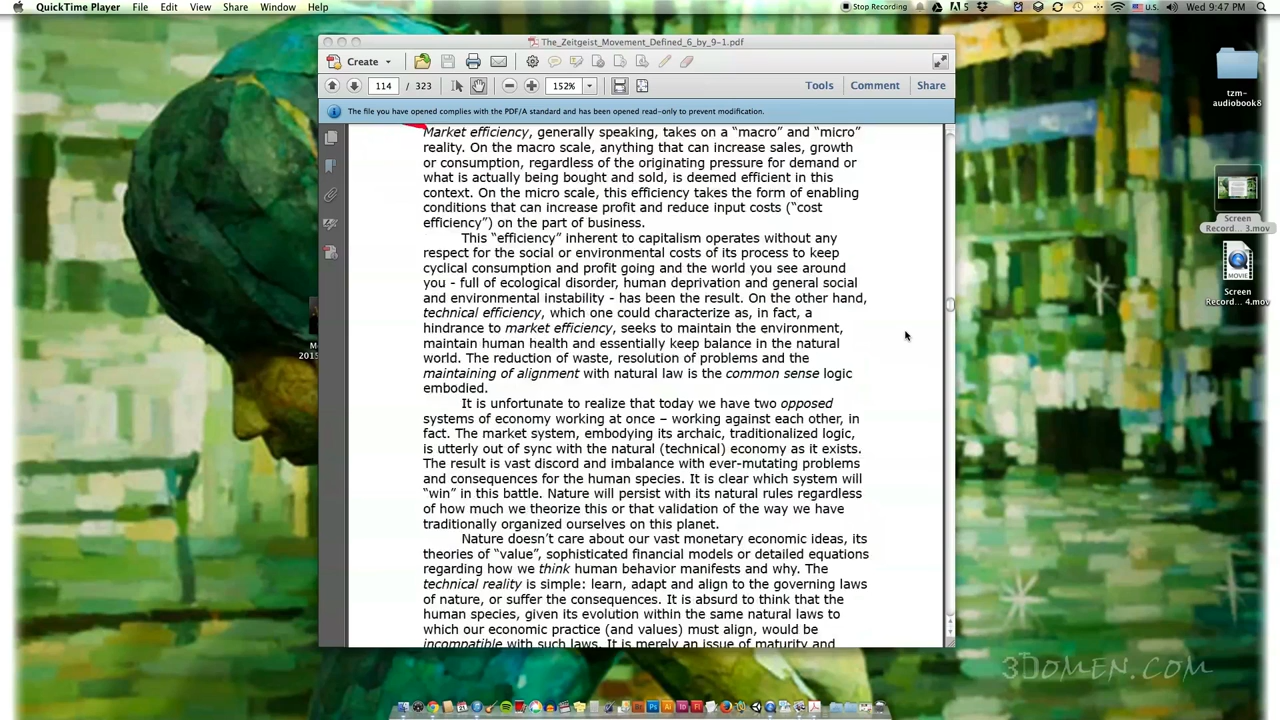 QuickTime Player File Edit View Share Window Help
Stop Recording
5
U.S.
Wed 9:47 PM
The_Zeitgeist_Movement_Defined_6_by_9-1.pdf
Create
114 / 323
152%
Tools Comment Share
The file you have opened complies with the PDF/A standard and has been opened read-only to prevent modification.
Market efficiency, generally speaking, takes on a “macro” and “micro”
reality. On the macro scale, anything that can increase sales, growth
or consumption, regardless of the originating pressure for demand or
what is actually being bought and sold, is deemed efficient in this
context. On the micro scale, this efficiency takes the form of enabling
conditions that can increase profit and reduce input costs (“cost
efficiency”) on the part of business.
This “efficiency” inherent to capitalism operates without any
respect for the social or environmental costs of its process to keep
cyclical consumption and profit going and the world you see around
you - full of ecological disorder, human deprivation and general social
and environmental instability - has been the result. On the other hand,
technical efficiency, which one could characterize as, in fact, a
hindrance to market efficiency, seeks to maintain the environment,
maintain human health and essentially keep balance in the natural
world. The reduction of waste, resolution of problems and the
maintaining of alignment with natural law is the common sense logic
embodied.
It is unfortunate to realize that today we have two opposed
systems of economy working at once – working against each other, in
fact. The market system, embodying its archaic, traditionalized logic,
is utterly out of sync with the natural (technical) economy as it exists.
The result is vast discord and imbalance with ever-mutating problems
and consequences for the human species. It is clear which system will
“win” in this battle. Nature will persist with its natural rules regardless
of how much we theorize this or that validation of the way we have
traditionally organized ourselves on this planet.
Nature doesn’t care about our vast monetary economic ideas, its
theories of “value”, sophisticated financial models or detailed equations
regarding how we think human behavior manifests and why. The
technical reality is simple: learn, adapt and align to the governing laws
of nature, or suffer the consequences. It is absurd to think that the
human species, given its evolution within the same natural laws to
which our economic practice (and values) must align, would be
incompatible with such laws. It is merely an issue of maturity and
tzm-
audiobook8
Screen
Record... 3.mov
MOVIE
Screen
Record... 4.mov
3DOMEN.COM